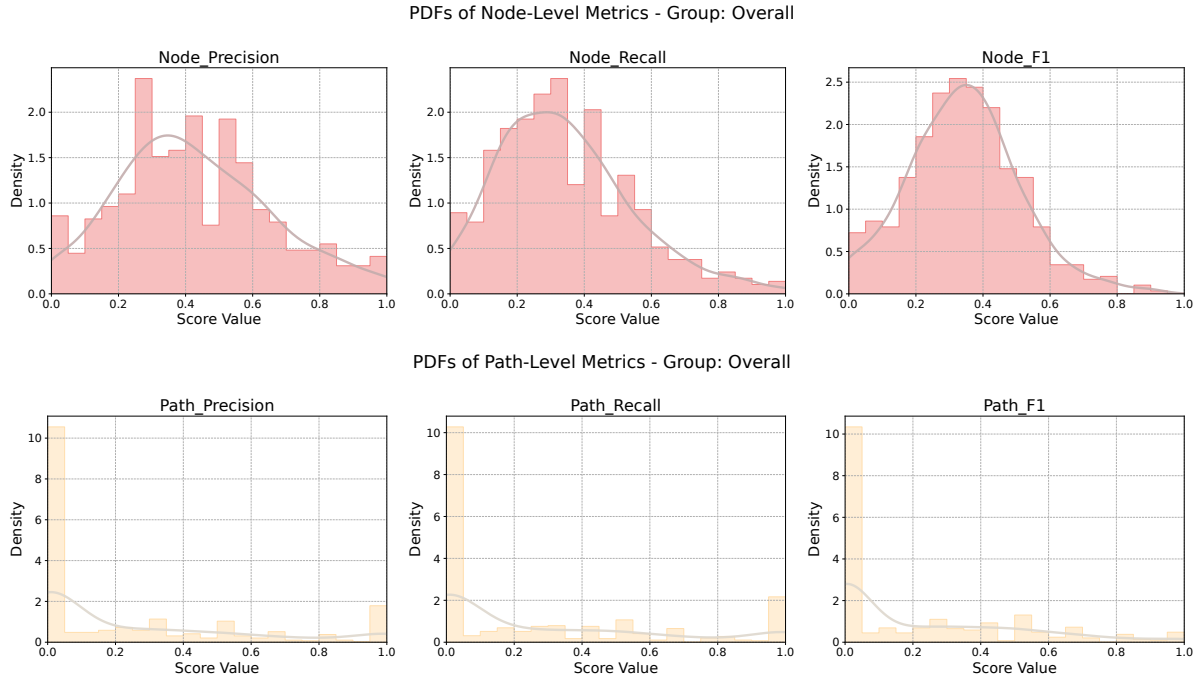 PDFs of Node-Level Metrics - Group: Overall
Node_Precision
Node_Recall
Node_F1
Density
2.0
1.5
1.0
0.5
0.0
0.0 0.2 0.4 0.6 0.8 1.0
Score Value
Density
2.0
1.5
1.0
0.5
0.0
0.0 0.2 0.4 0.6 0.8 1.0
Score Value
Density
2.5
2.0
1.5
1.0
0.5
0.0
0.0 0.2 0.4 0.6 0.8 1.0
Score Value
PDFs of Path-Level Metrics - Group: Overall
Path_Precision
Path_Recall
Path_F1
Density
10
8
6
4
2
0
0.0 0.2 0.4 0.6 0.8 1.0
Score Value
Density
10
8
6
4
2
0
0.0 0.2 0.4 0.6 0.8 1.0
Score Value
Density
10
8
6
4
2
0
0.0 0.2 0.4 0.6 0.8 1.0
Score Value